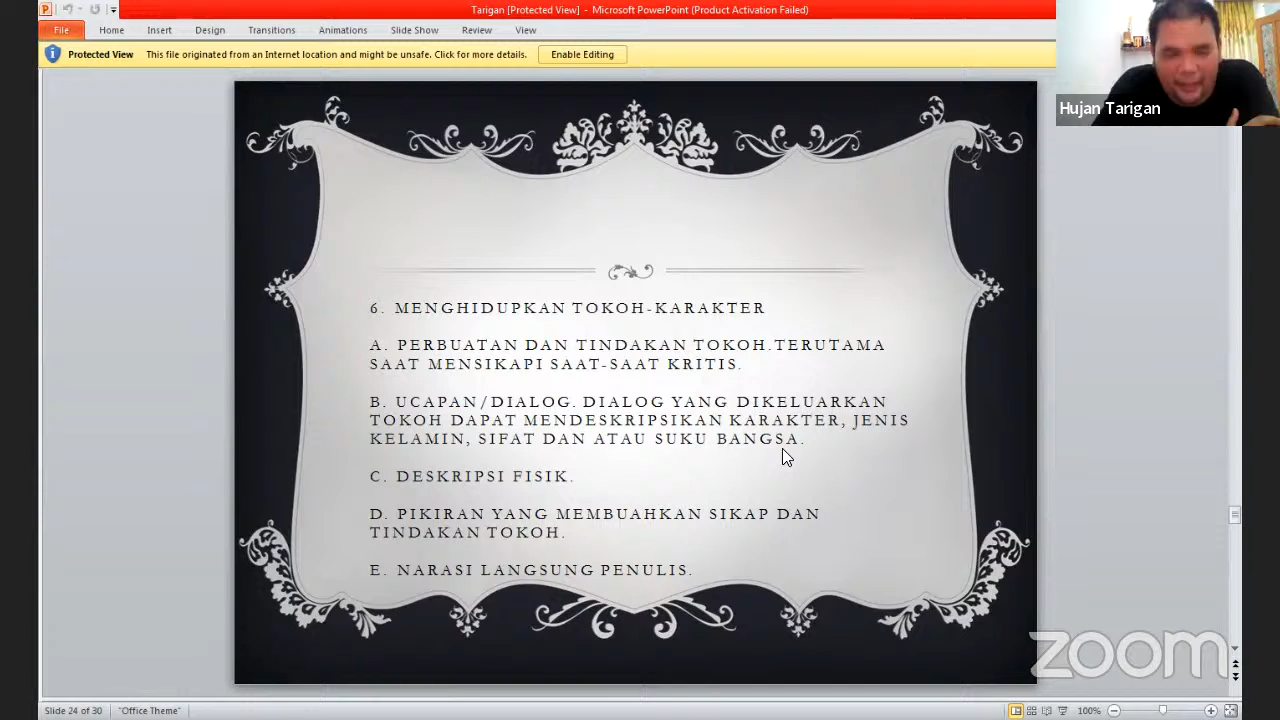 Tarigan [Protected View] - Microsoft PowerPoint (Product Activation Failed)
File Home Insert Design Transitions Animations Slide Show Review View
Protected View This file originated from an Internet location and might be unsafe. Click for more details. Enable Editing
Hujan Tarigan
6. MENGHIDUPKAN TOKOH-KARAKTER
A. PERBUATAN DAN TINDAKAN TOKOH.TERUTAMA
SAAT MENSIKAPI SAAT-SAAT KRITIS.
B. UCAPAN/DIALOG. DIALOG YANG DIKELUARKAN
TOKOH DAPAT MENDESKRIPSIKAN KARAKTER, JENIS
KELAMIN, SIFAT DAN ATAU SUKU BANGSA.
C. DESKRIPSI FISIK.
D. PIKIRAN YANG MEMBUAHKAN SIKAP DAN
TINDAKAN TOKOH.
E. NARASI LANGSUNG PENULIS.
zoom
Slide 24 of 30 "Office Theme" 100%